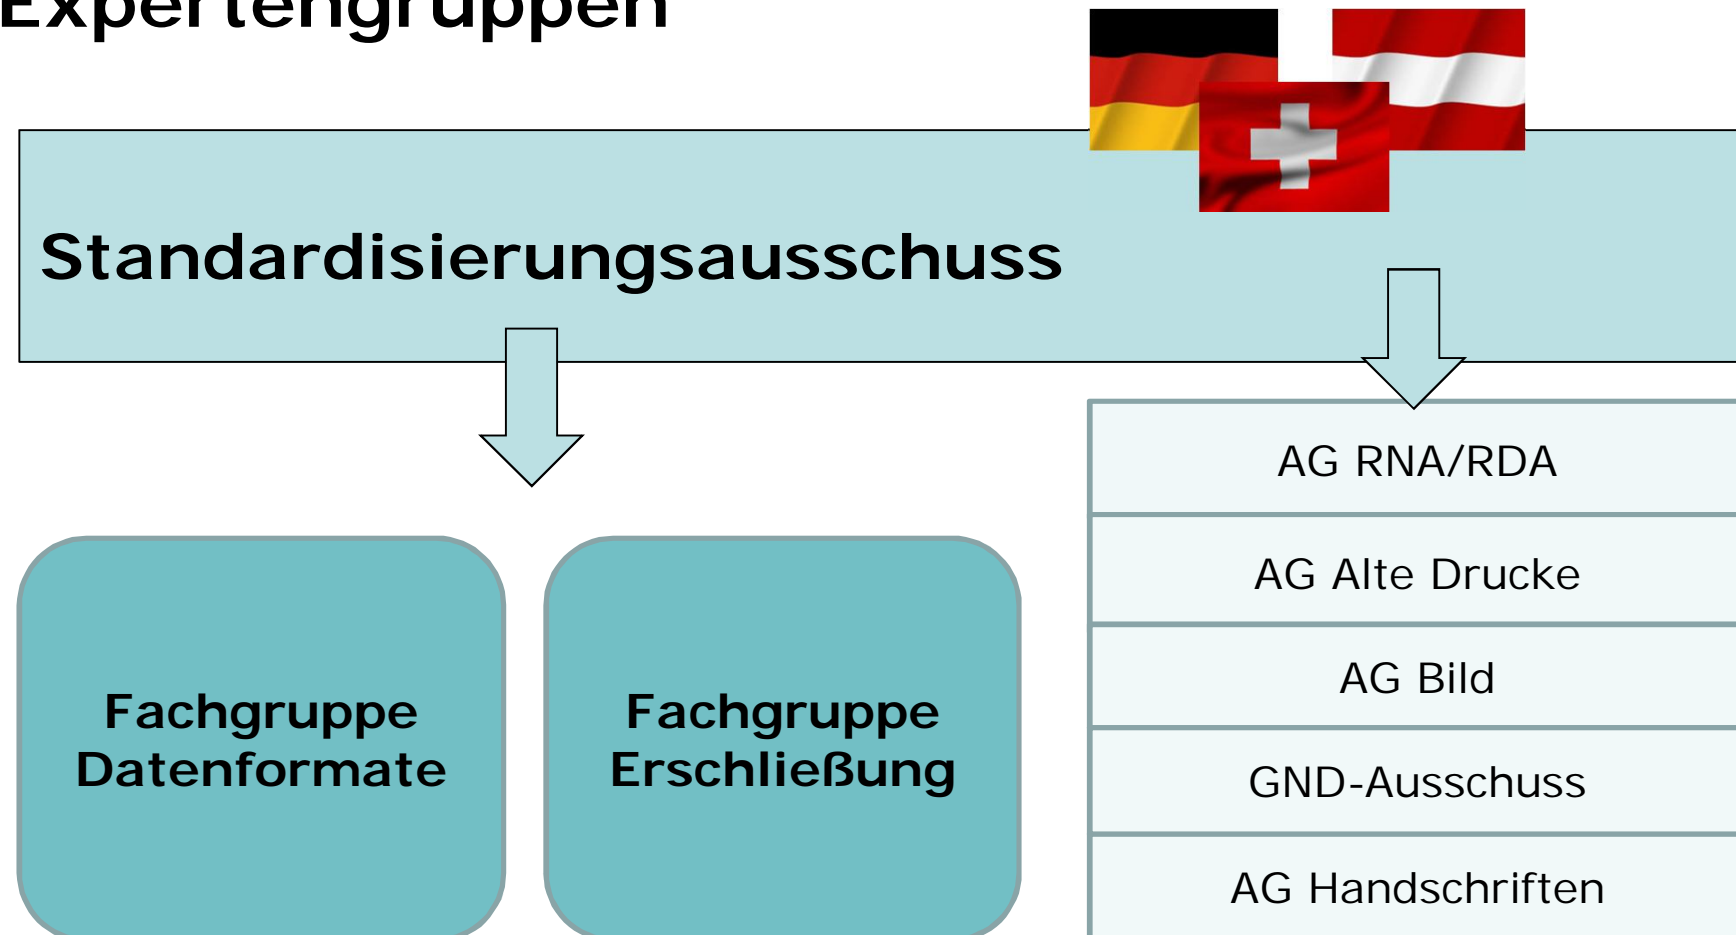 Expertengruppen
Standardisierungsausschuss
Fachgruppe
Datenformate
Fachgruppe
Erschließung
AG RNA/RDA
AG Alte Drucke
AG Bild
GND-Ausschuss
AG Handschriften